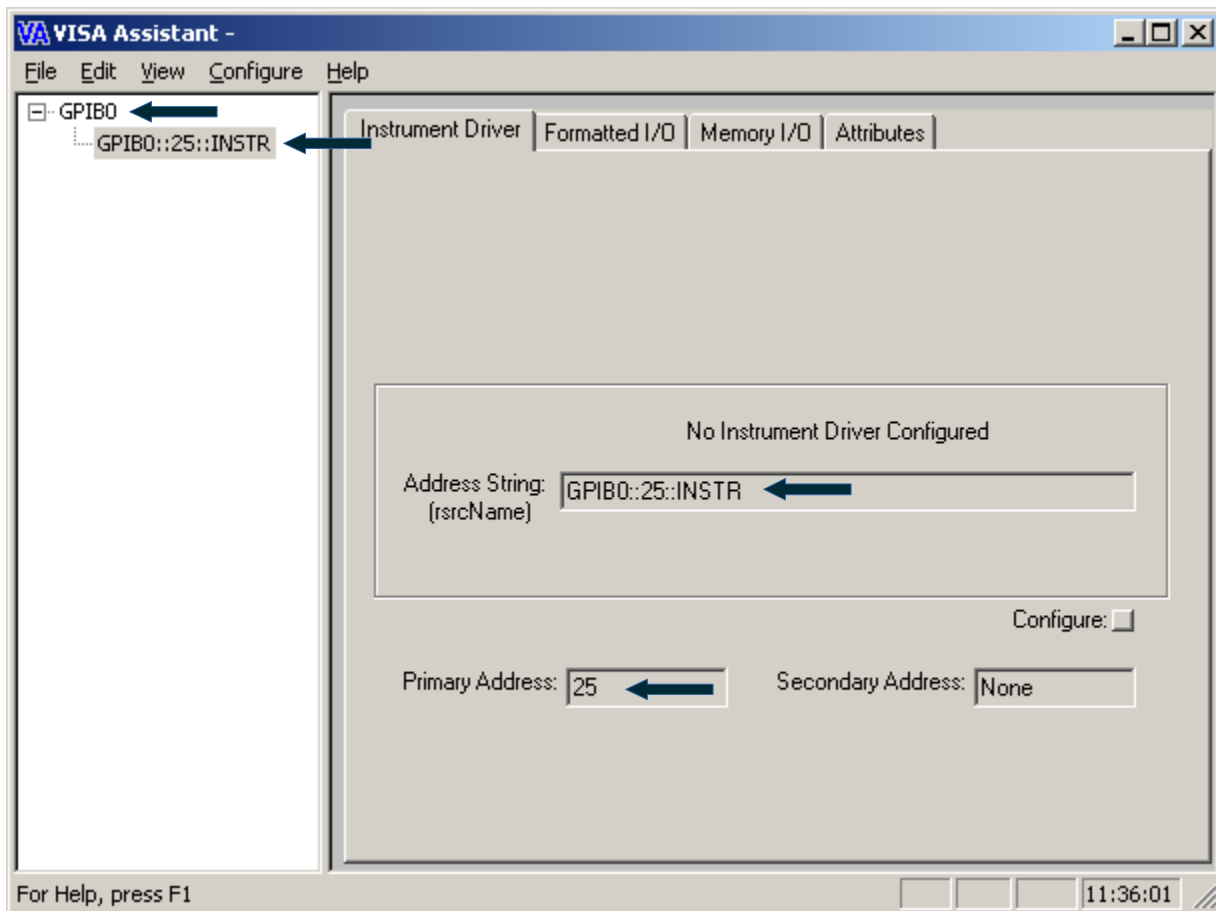 VA VISA Assistant -
File Edit View Configure Help
GPIB0
GPIB0::25::INSTR
Instrument Driver Formatted I/O Memory I/O Attributes
No Instrument Driver Configured
Address String: GPIB0::25::INSTR
(rsrcName)
Configure:
Primary Address: 25 Secondary Address: None
For Help, press F1 11:36:01